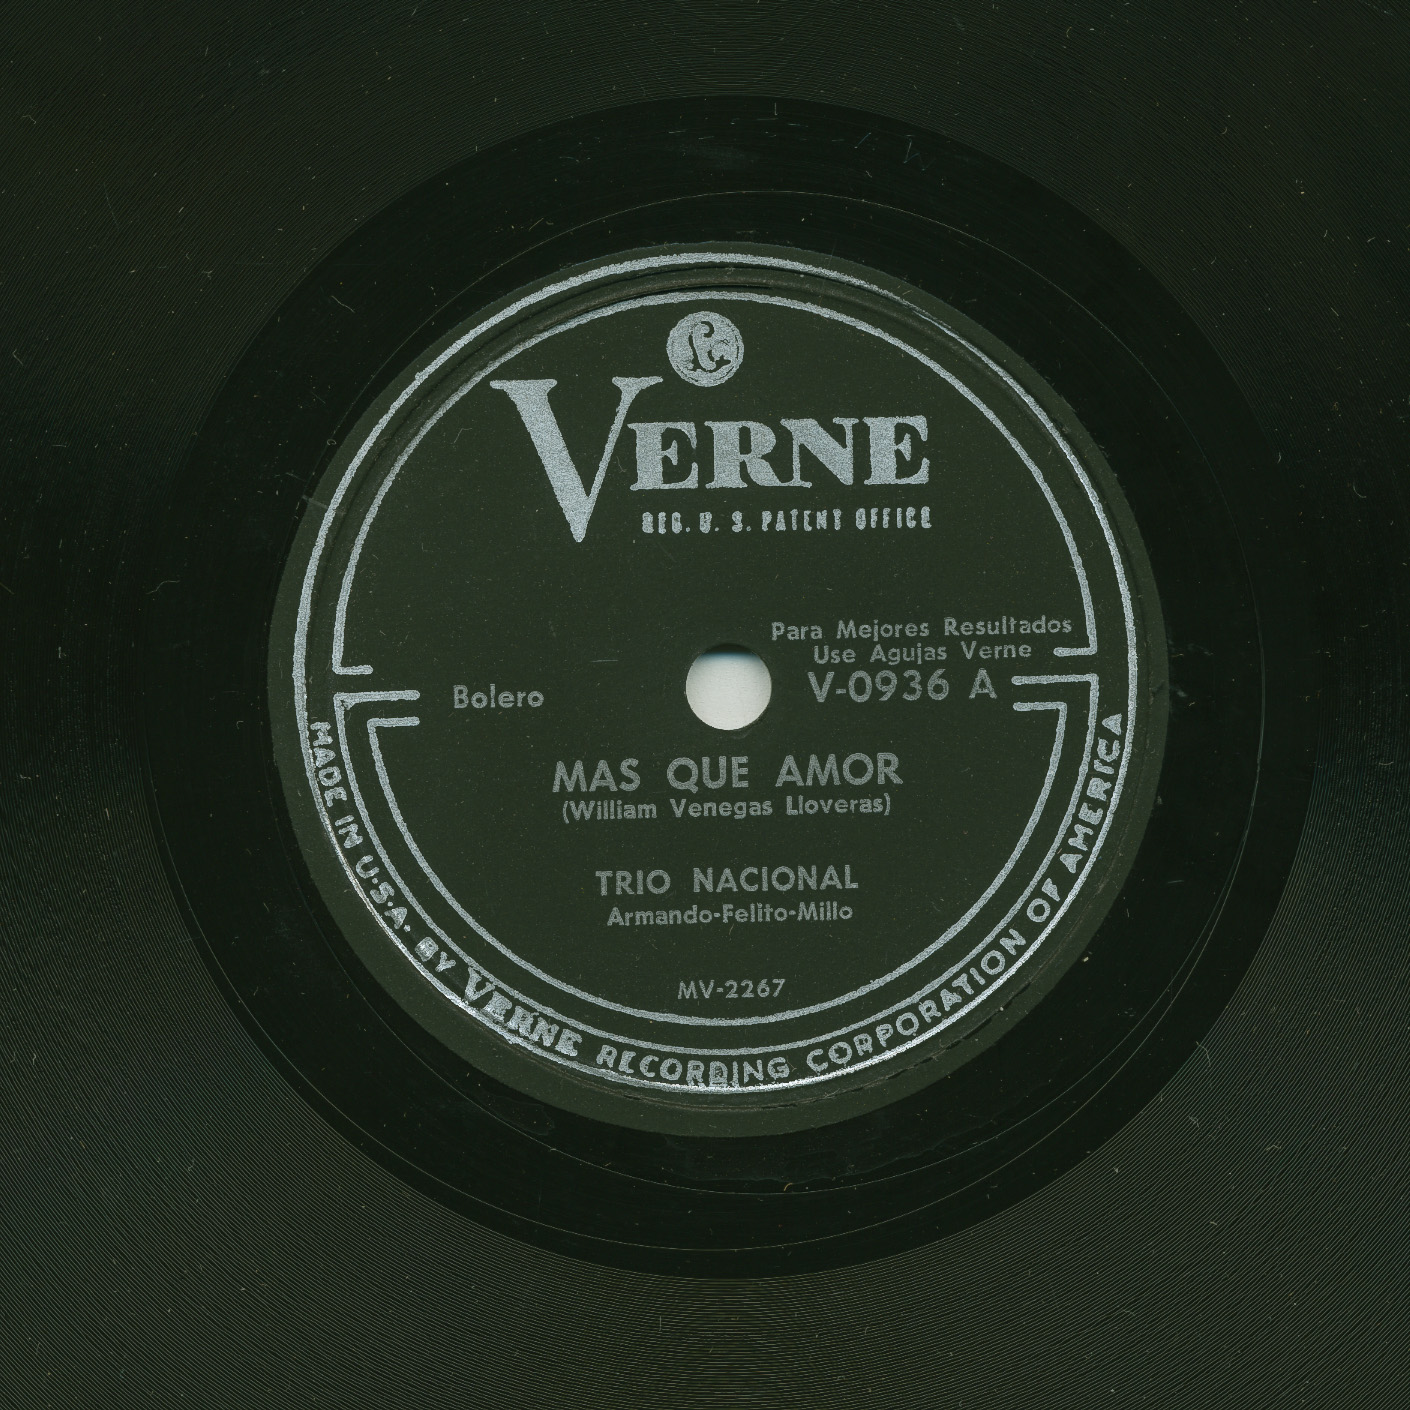 VERNE
REG. U. S. PATENT OFFICE
Para Mejores Resultados
Use Agujas Verne
Bolero
V-0936 A
MAS QUE AMOR
(William Venegas Lloveras)
TRIO NACIONAL
Armando-Felito-Millo
MV-2267
MADE IN U.S.A. BY VERNE RECORDING CORPORATION OF AMERICA